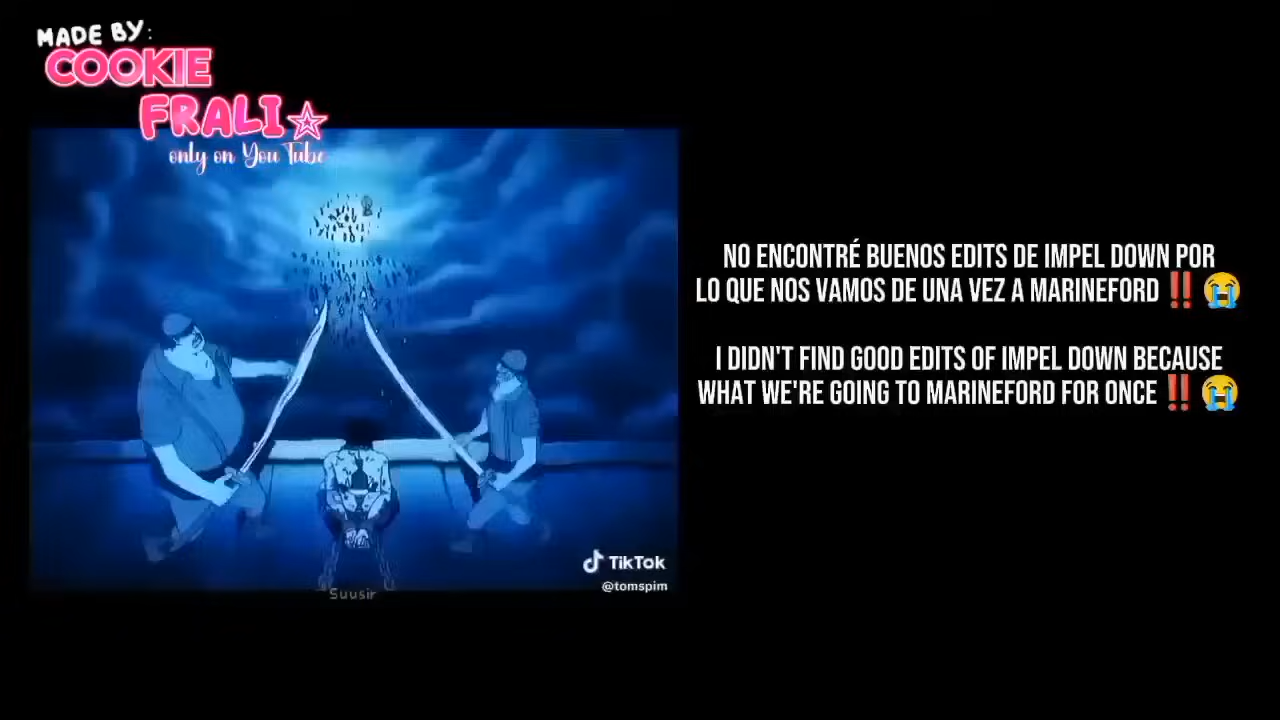 MADE BY:
COOKIE
FRALI
only on You Tube
NO ENCONTRÉ BUENOS EDITS DE IMPEL DOWN POR
LO QUE NOS VAMOS DE UNA VEZ A MARINEFORD ‼️ 😭
I DIDN'T FIND GOOD EDITS OF IMPEL DOWN BECAUSE
WHAT WE'RE GOING TO MARINEFORD FOR ONCE ‼️ 😭
TikTok
@tomspim
Suusir